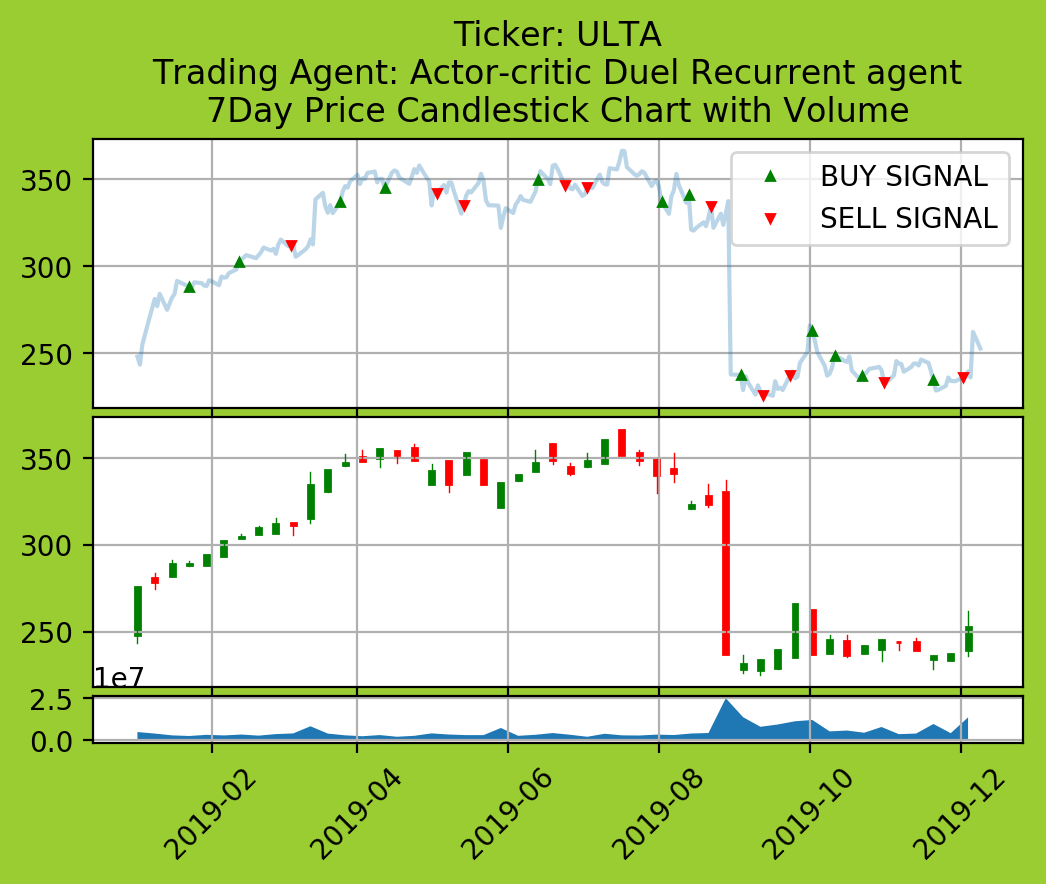 Ticker: ULTA
Trading Agent: Actor-critic Duel Recurrent agent
7Day Price Candlestick Chart with Volume
350
300
250
BUY SIGNAL
SELL SIGNAL
350
300
250
1e7
2.5
0.0
2019-02
2019-04
2019-06
2019-08
2019-10
2019-12